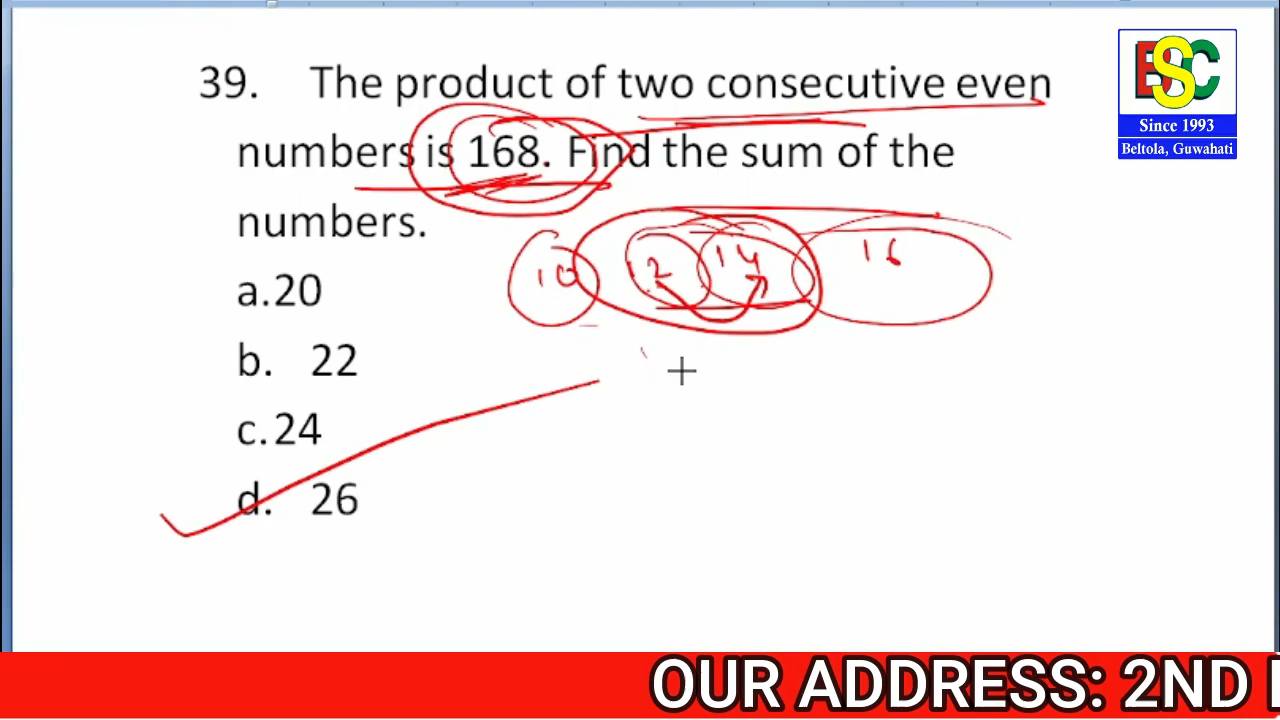 39. The product of two consecutive even
numbers is 168. Find the sum of the
numbers.
a.20
b. 22
c.24
d. 26
10 12 14 16
ESC
Since 1993
Beltola, Guwahati
OUR ADDRESS: 2ND